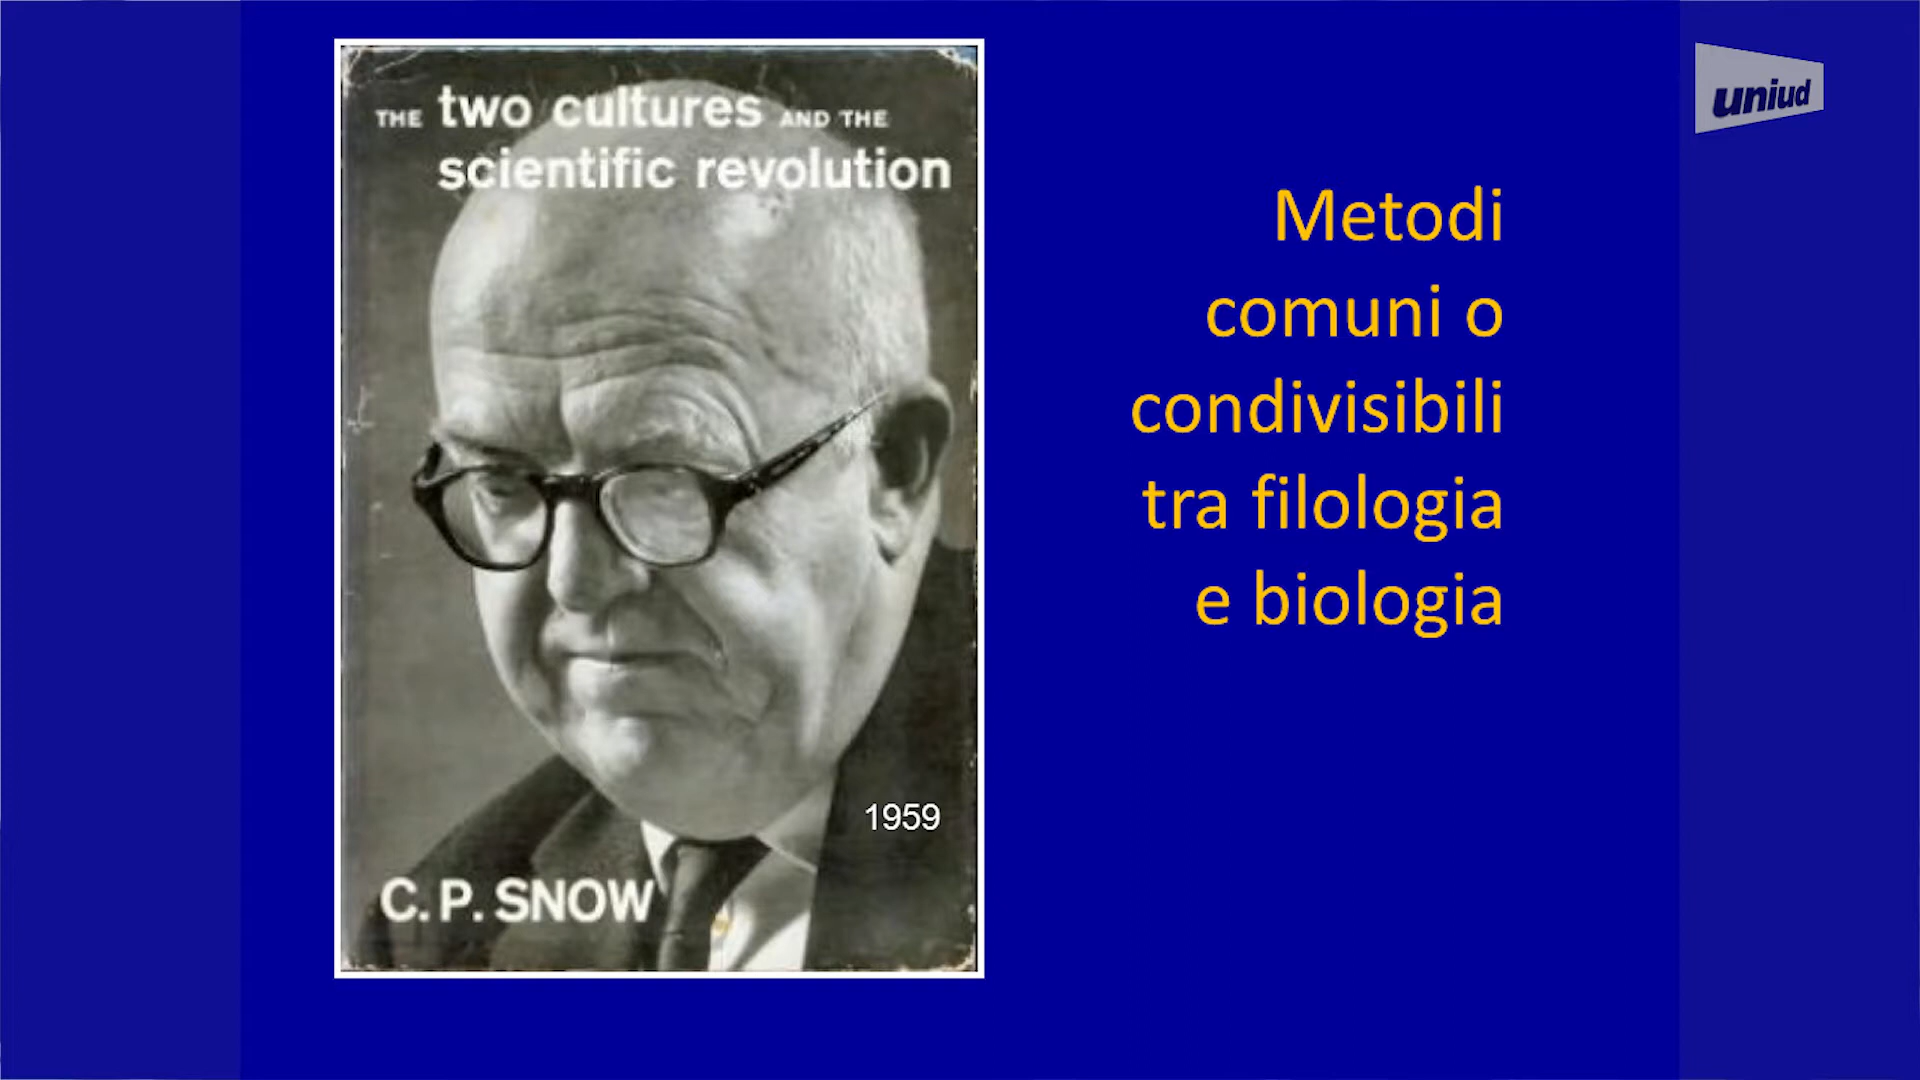 THE two cultures AND THE
scientific revolution
1959
C. P. SNOW
Metodi
comuni o
condivisibili
tra filologia
e biologia
uniud